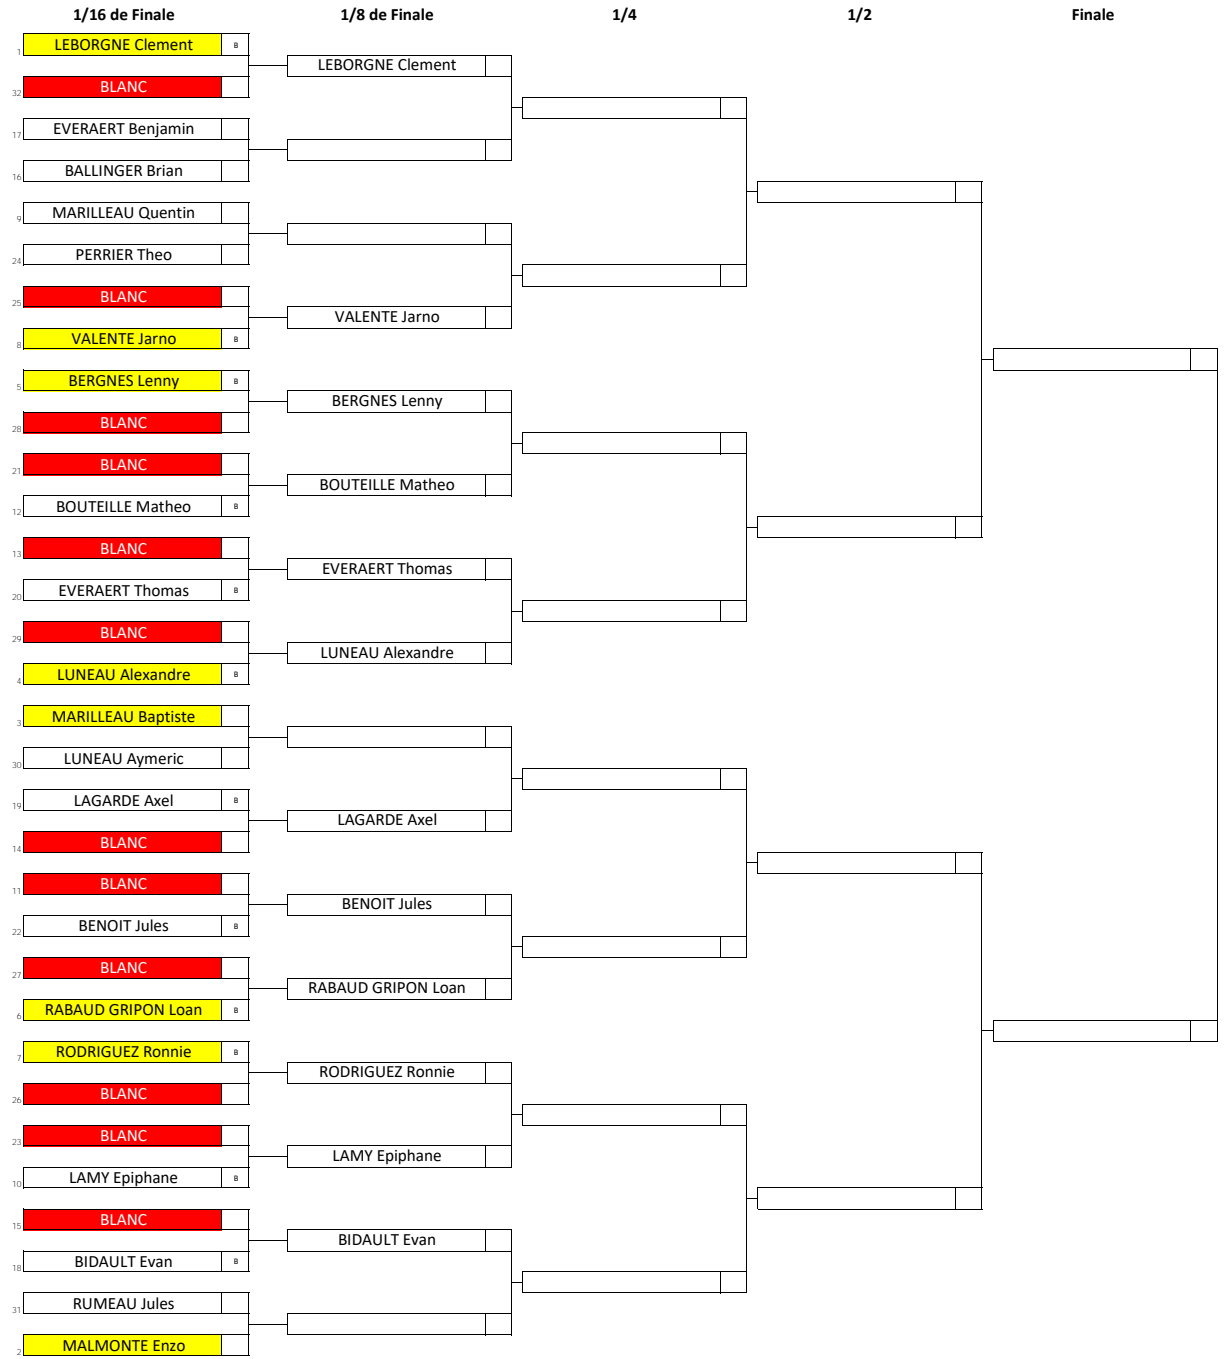 1/16 de Finale 1/8 de Finale 1/4 1/2 Finale
1 LEBORGNE Clement B
LEBORGNE Clement
32 BLANC
17 EVERAERT Benjamin
16 BALLINGER Brian
9 MARILLEAU Quentin
24 PERRIER Theo
25 BLANC
VALENTE Jarno
8 VALENTE Jarno B
5 BERGNES Lenny B
BERGNES Lenny
28 BLANC
21 BLANC
BOUTEILLE Matheo
12 BOUTEILLE Matheo B
13 BLANC
EVERAERT Thomas
20 EVERAERT Thomas B
29 BLANC
LUNEAU Alexandre
4 LUNEAU Alexandre B
3 MARILLEAU Baptiste
30 LUNEAU Aymeric
19 LAGARDE Axel B
LAGARDE Axel
14 BLANC
11 BLANC
BENOIT Jules
22 BENOIT Jules B
27 BLANC
RABAUD GRIPON Loan
6 RABAUD GRIPON Loan B
7 RODRIGUEZ Ronnie B
RODRIGUEZ Ronnie
26 BLANC
23 BLANC
LAMY Epiphane
10 LAMY Epiphane B
15 BLANC
BIDAULT Evan
18 BIDAULT Evan B
31 RUMEAU Jules
2 MALMONTE Enzo